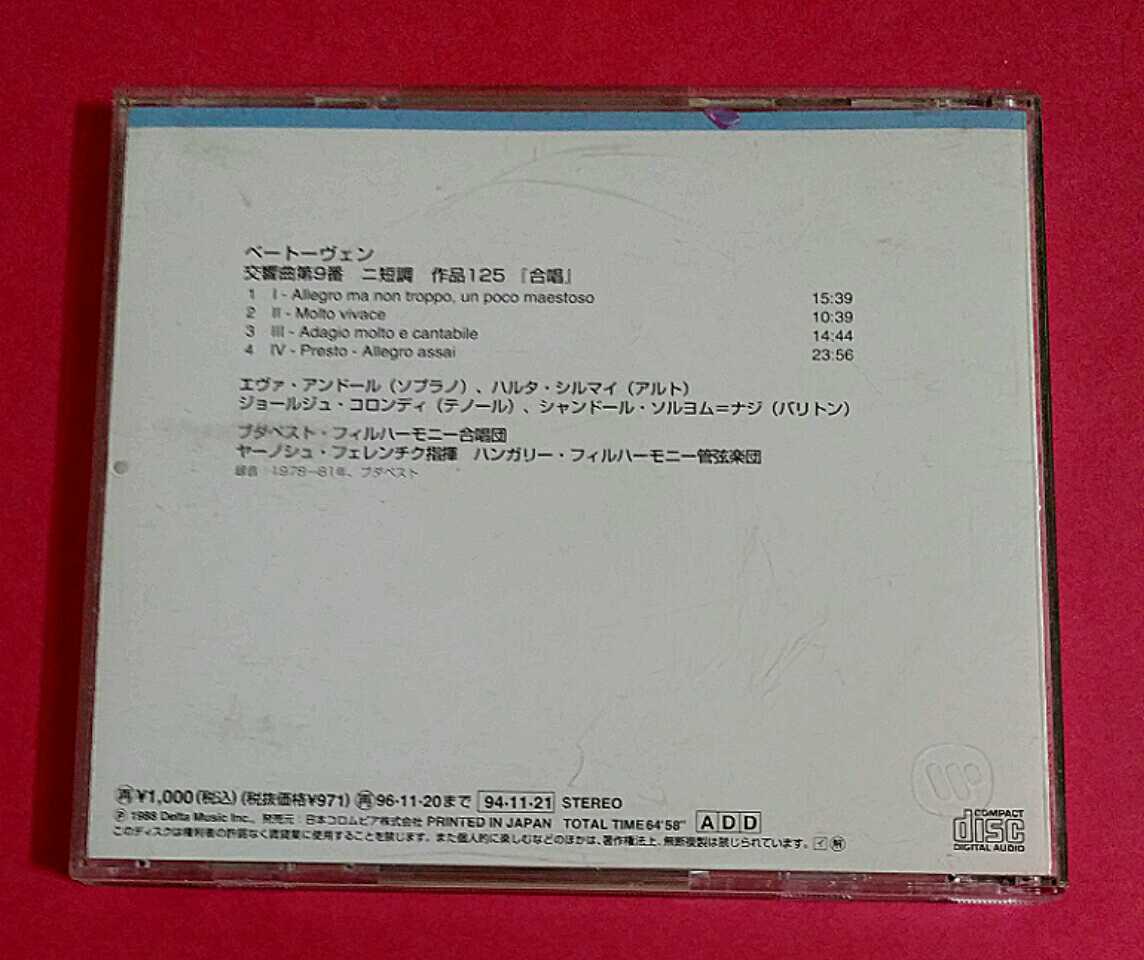 ベートーヴェン
交響曲第9番 ニ短調 作品125 『合唱』
1 I - Allegro ma non troppo, un poco maestoso 15:39
2 II - Molto vivace 10:39
3 III - Adagio molto e cantabile 14:44
4 IV - Presto - Allegro assai 23:56
エヴァ・アンドール（ソプラノ）、ハルタ・シルマイ（アルト）
ジョールジュ・コロンディ（テノール）、シャンドール・ソルヨム＝ナジ（バリトン）
ブダペスト・フィルハーモニー合唱団
ヤーノシュ・フェレンチク指揮 ハンガリー・フィルハーモニー管弦楽団
録音：1978—81年、ブダペスト
再¥1,000(税込)(税抜価格¥971) 再96·11·20まで 94·11·21 STEREO
Ⓟ 1988 Delta Music Inc., 発売元：日本コロムビア株式会社 PRINTED IN JAPAN TOTAL TIME 64'58" ADD
このディスクは権利者の許諾なく賃貸業に使用することを禁じます。また個人的に楽しむなどのほかは、著作権法上、無断複製は禁じられています。イ 解
COMPACT
disc
DIGITAL AUDIO